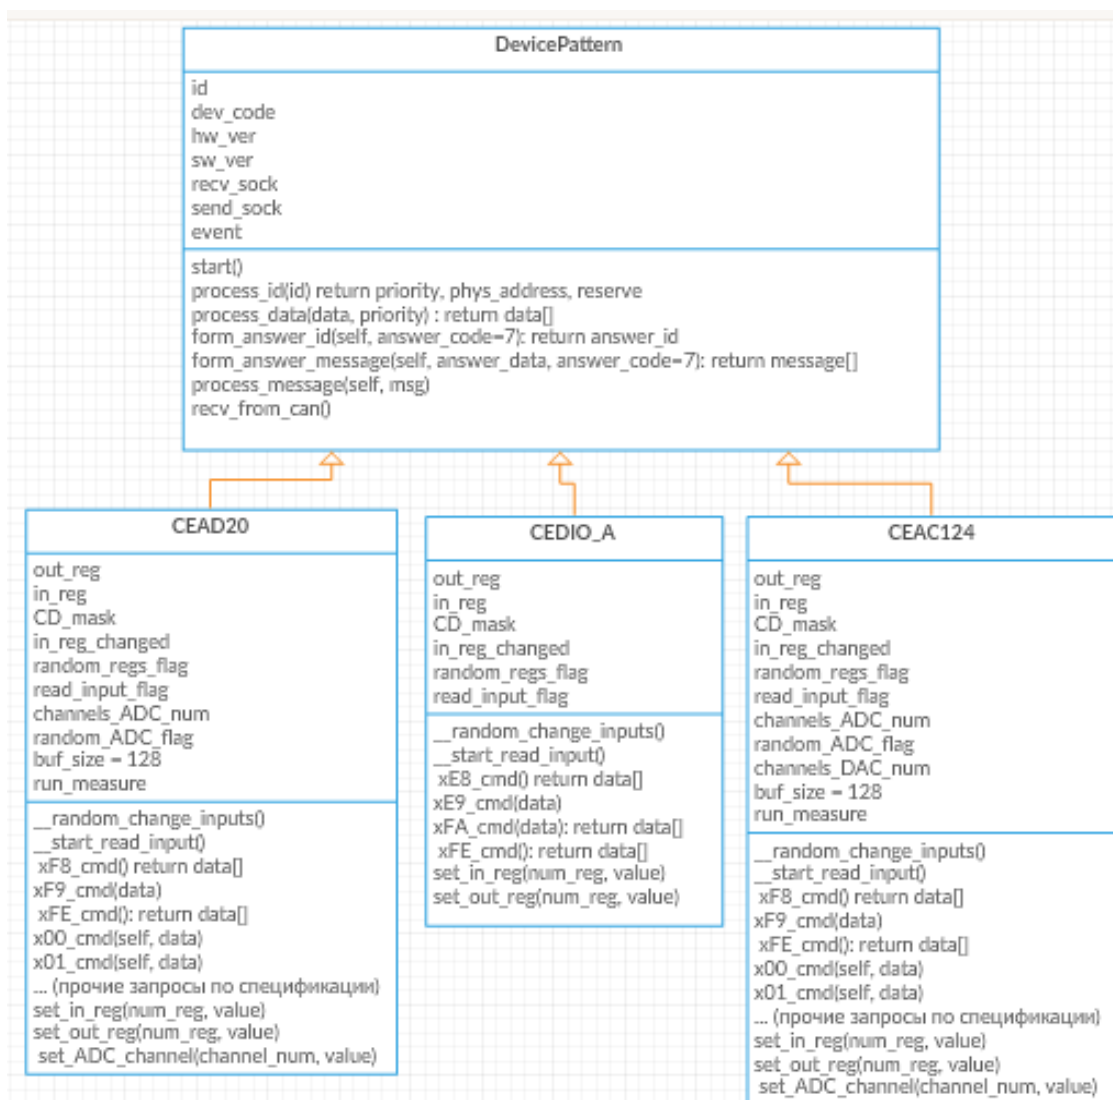 DevicePattern
id
dev_code
hw_ver
sw_ver
recv_sock
send_sock
event
start()
process_id(id) return priority, phys_address, reserve
process_data(data, priority) : return data[]
form_answer_id(self, answer_code=7): return answer_id
form_answer_message(self, answer_data, answer_code=7): return message[]
process_message(self, msg)
recv_from_can()
CEAD20
out_reg
in_reg
CD_mask
in_reg_changed
random_regs_flag
read_input_flag
channels_ADC_num
random_ADC_flag
buf_size = 128
run_measure
__random_change_inputs()
__start_read_input()
xF8_cmd() return data[]
xF9_cmd(data)
xFE_cmd(): return data[]
x00_cmd(self, data)
x01_cmd(self, data)
... (прочие запросы по спецификации)
set_in_reg(num_reg, value)
set_out_reg(num_reg, value)
set_ADC_channel(channel_num, value)
CEDIO_A
out_reg
in_reg
CD_mask
in_reg_changed
random_regs_flag
read_input_flag
__random_change_inputs()
__start_read_input()
xE8_cmd() return data[]
xE9_cmd(data)
xFA_cmd(data): return data[]
xFE_cmd(): return data[]
set_in_reg(num_reg, value)
set_out_reg(num_reg, value)
CEAC124
out_reg
in_reg
CD_mask
in_reg_changed
random_regs_flag
read_input_flag
channels_ADC_num
random_ADC_flag
channels_DAC_num
buf_size = 128
run_measure
__random_change_inputs()
__start_read_input()
xF8_cmd() return data[]
xF9_cmd(data)
xFE_cmd(): return data[]
x00_cmd(self, data)
x01_cmd(self, data)
... (прочие запросы по спецификации)
set_in_reg(num_reg, value)
set_out_reg(num_reg, value)
set_ADC_channel(channel_num, value)